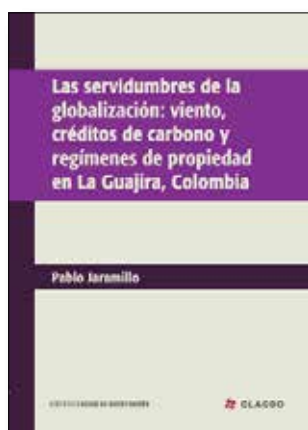 Las servidumbres de la
globalización: viento,
créditos de carbono y
regímenes de propiedad
en La Guajira, Colombia
Pablo Jaramillo
CLACSO